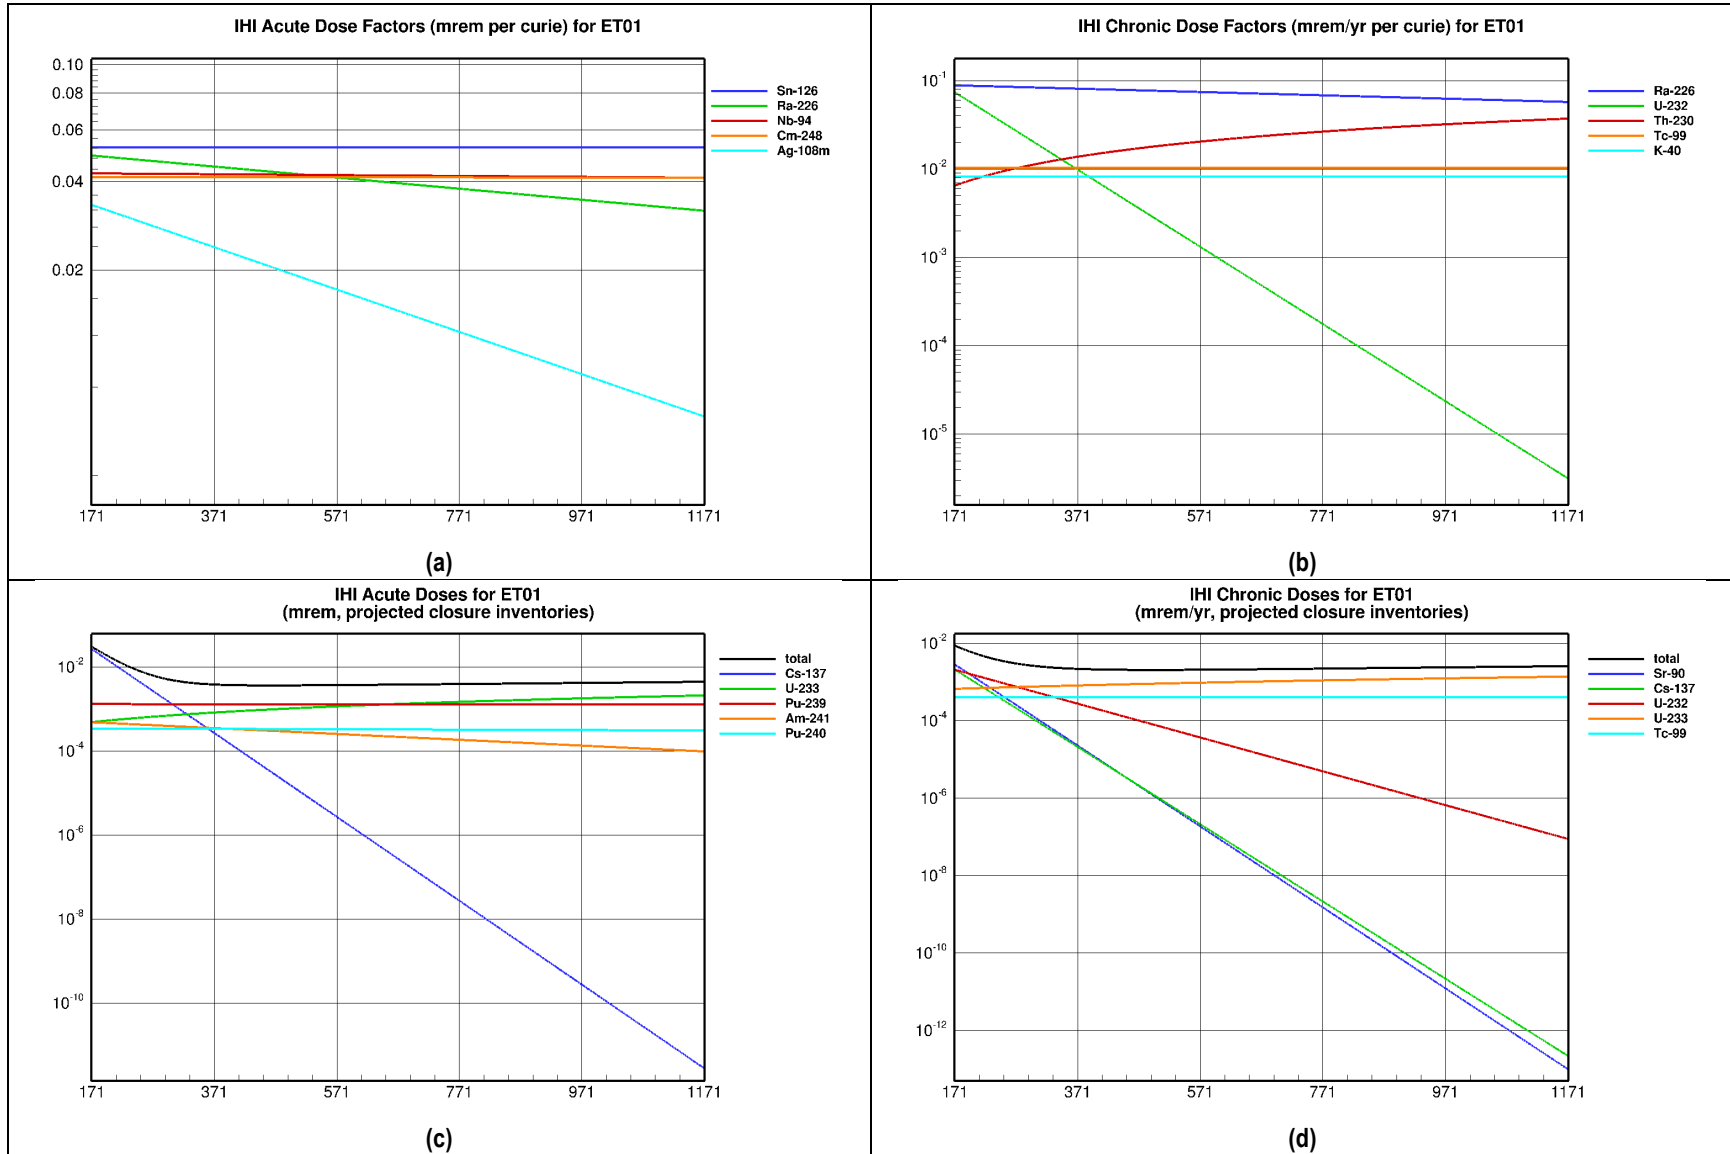 IHI Acute Dose Factors (mrem per curie) for ET01
0.10
0.08
0.06
0.04
0.02
171 371 571 771 971 1171
Sn-126
Ra-226
Nb-94
Cm-248
Ag-108m
(a)
IHI Chronic Dose Factors (mrem/yr per curie) for ET01
10-1
10-2
10-3
10-4
10-5
171 371 571 771 971 1171
Ra-226
U-232
Th-230
Tc-99
K-40
(b)
IHI Acute Doses for ET01
(mrem, projected closure inventories)
10-2
10-4
10-6
10-8
10-10
171 371 571 771 971 1171
total
Cs-137
U-233
Pu-239
Am-241
Pu-240
(c)
IHI Chronic Doses for ET01
(mrem/yr, projected closure inventories)
10-2
10-4
10-6
10-8
10-10
10-12
171 371 571 771 971 1171
total
Sr-90
Cs-137
U-232
U-233
Tc-99
(d)